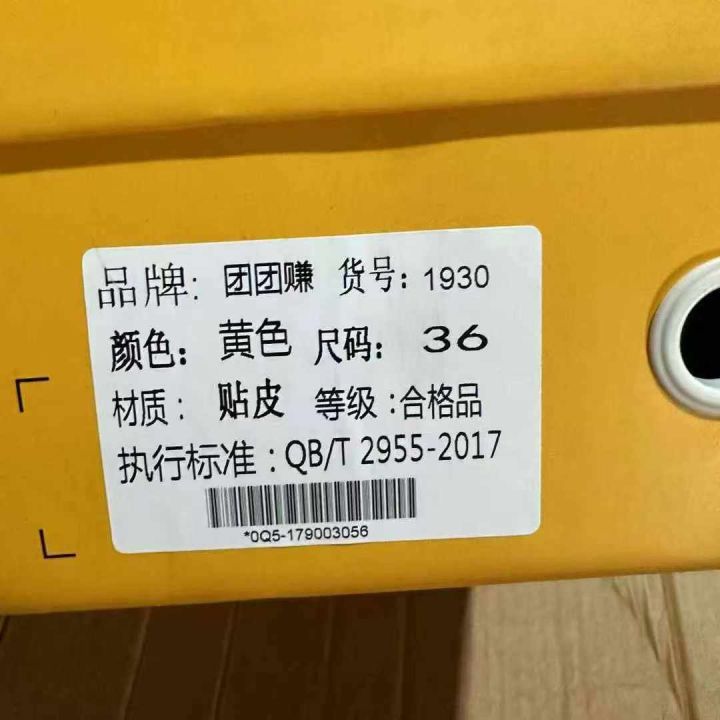 品牌: 团团赚 货号: 1930
颜色: 黄色 尺码: 36
材质: 贴皮 等级:合格品
执行标准:QB/T 2955-2017
*0Q5-179003056